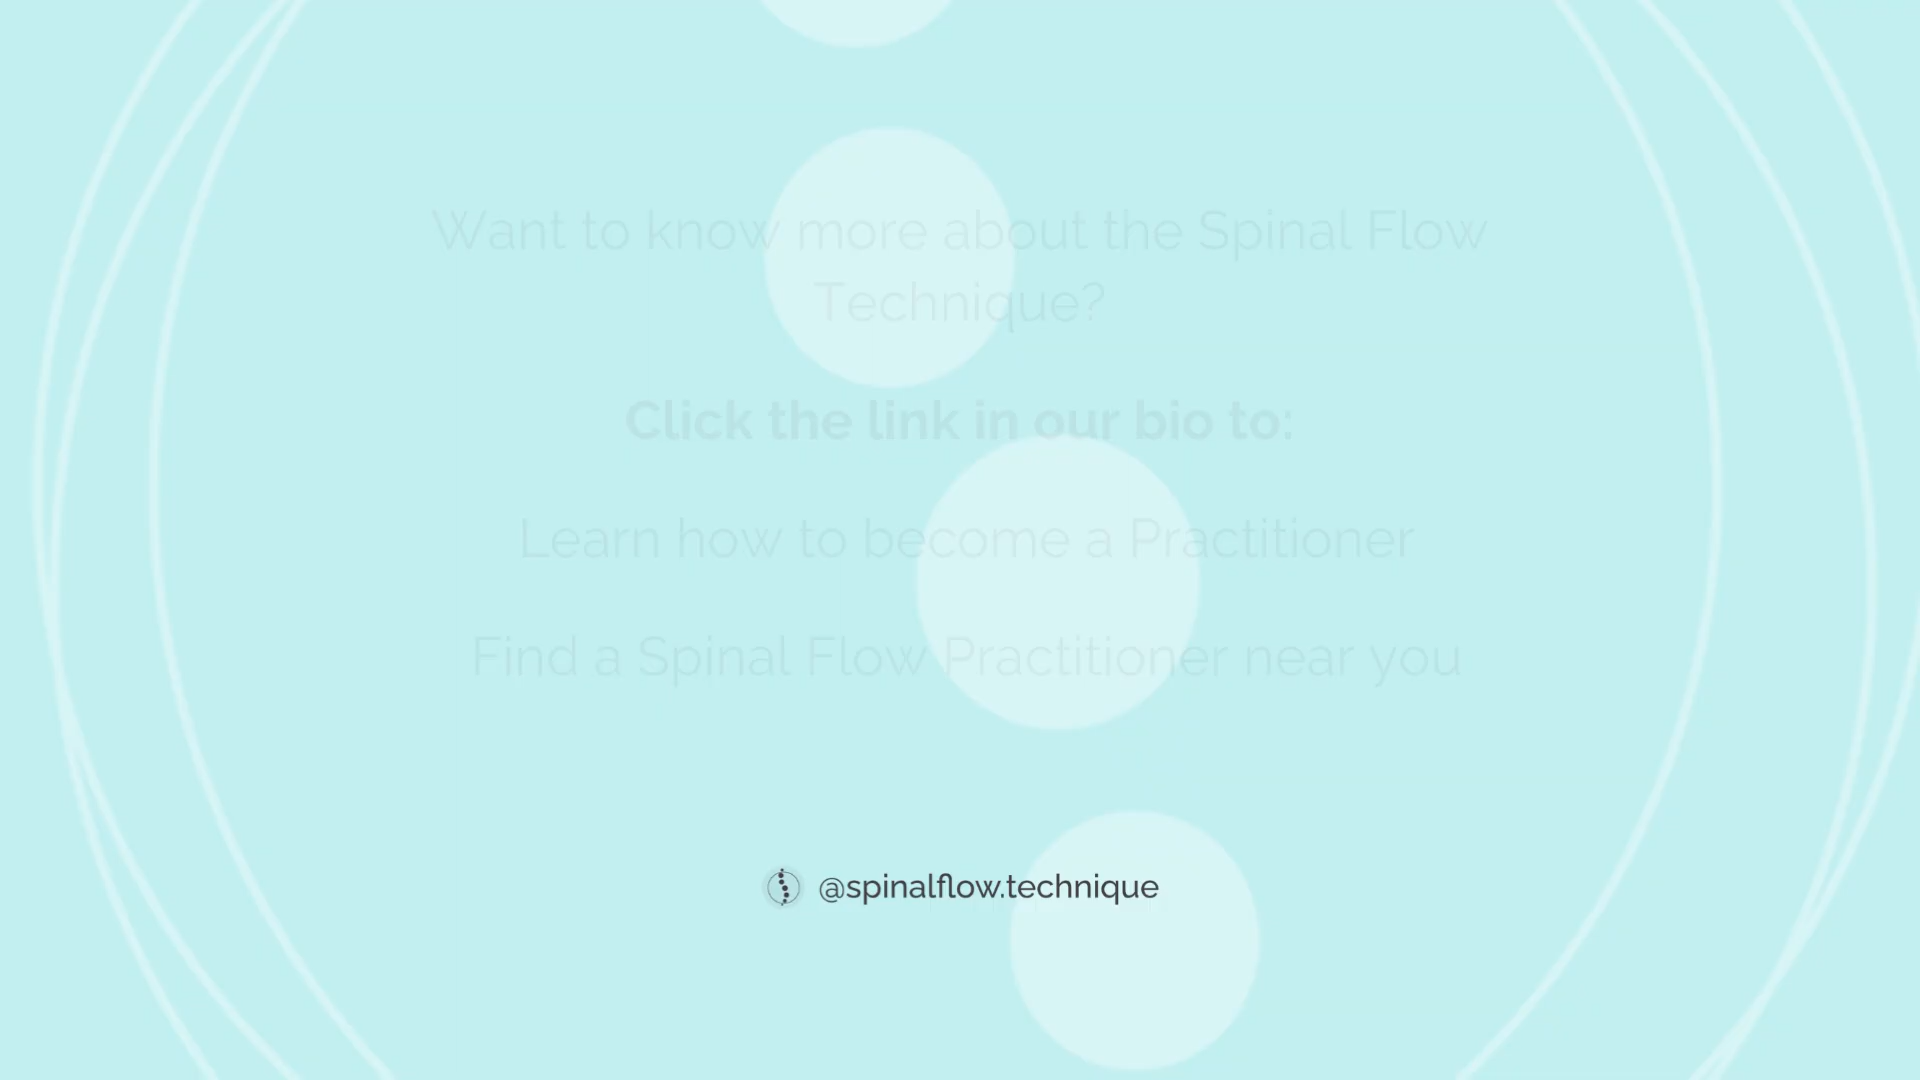 Want to know more about the Spinal Flow
Technique?
Click the link in our bio to:
Learn how to become a Practitioner
Find a Spinal Flow Practitioner near you
@spinalflow.technique